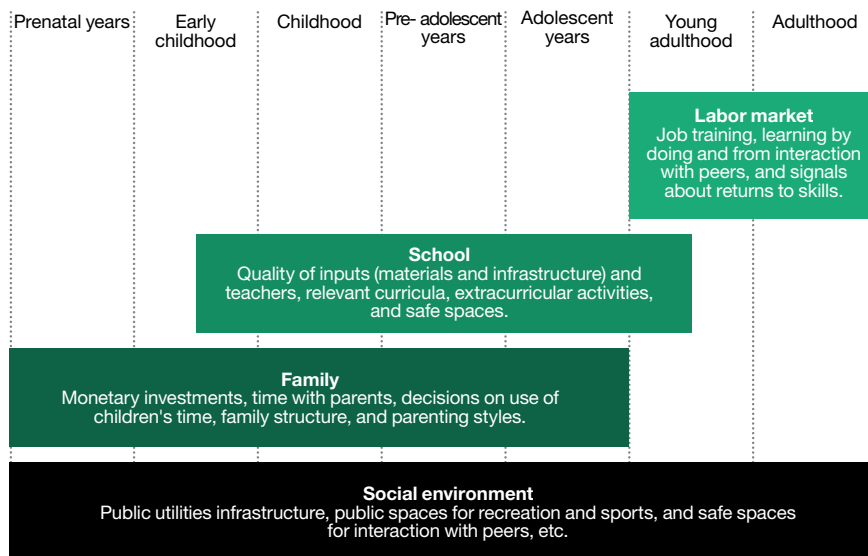 Prenatal years
Early
childhood
Childhood
Pre- adolescent
years
Adolescent
years
Young
adulthood
Adulthood
Labor market
Job training, learning by
doing and from interaction
with peers, and signals
about returns to skills.
School
Quality of inputs (materials and infrastructure) and
teachers, relevant curricula, extracurricular activities,
and safe spaces.
Family
Monetary investments, time with parents, decisions on use of
children's time, family structure, and parenting styles.
Social environment
Public utilities infrastructure, public spaces for recreation and sports, and safe spaces
for interaction with peers, etc.